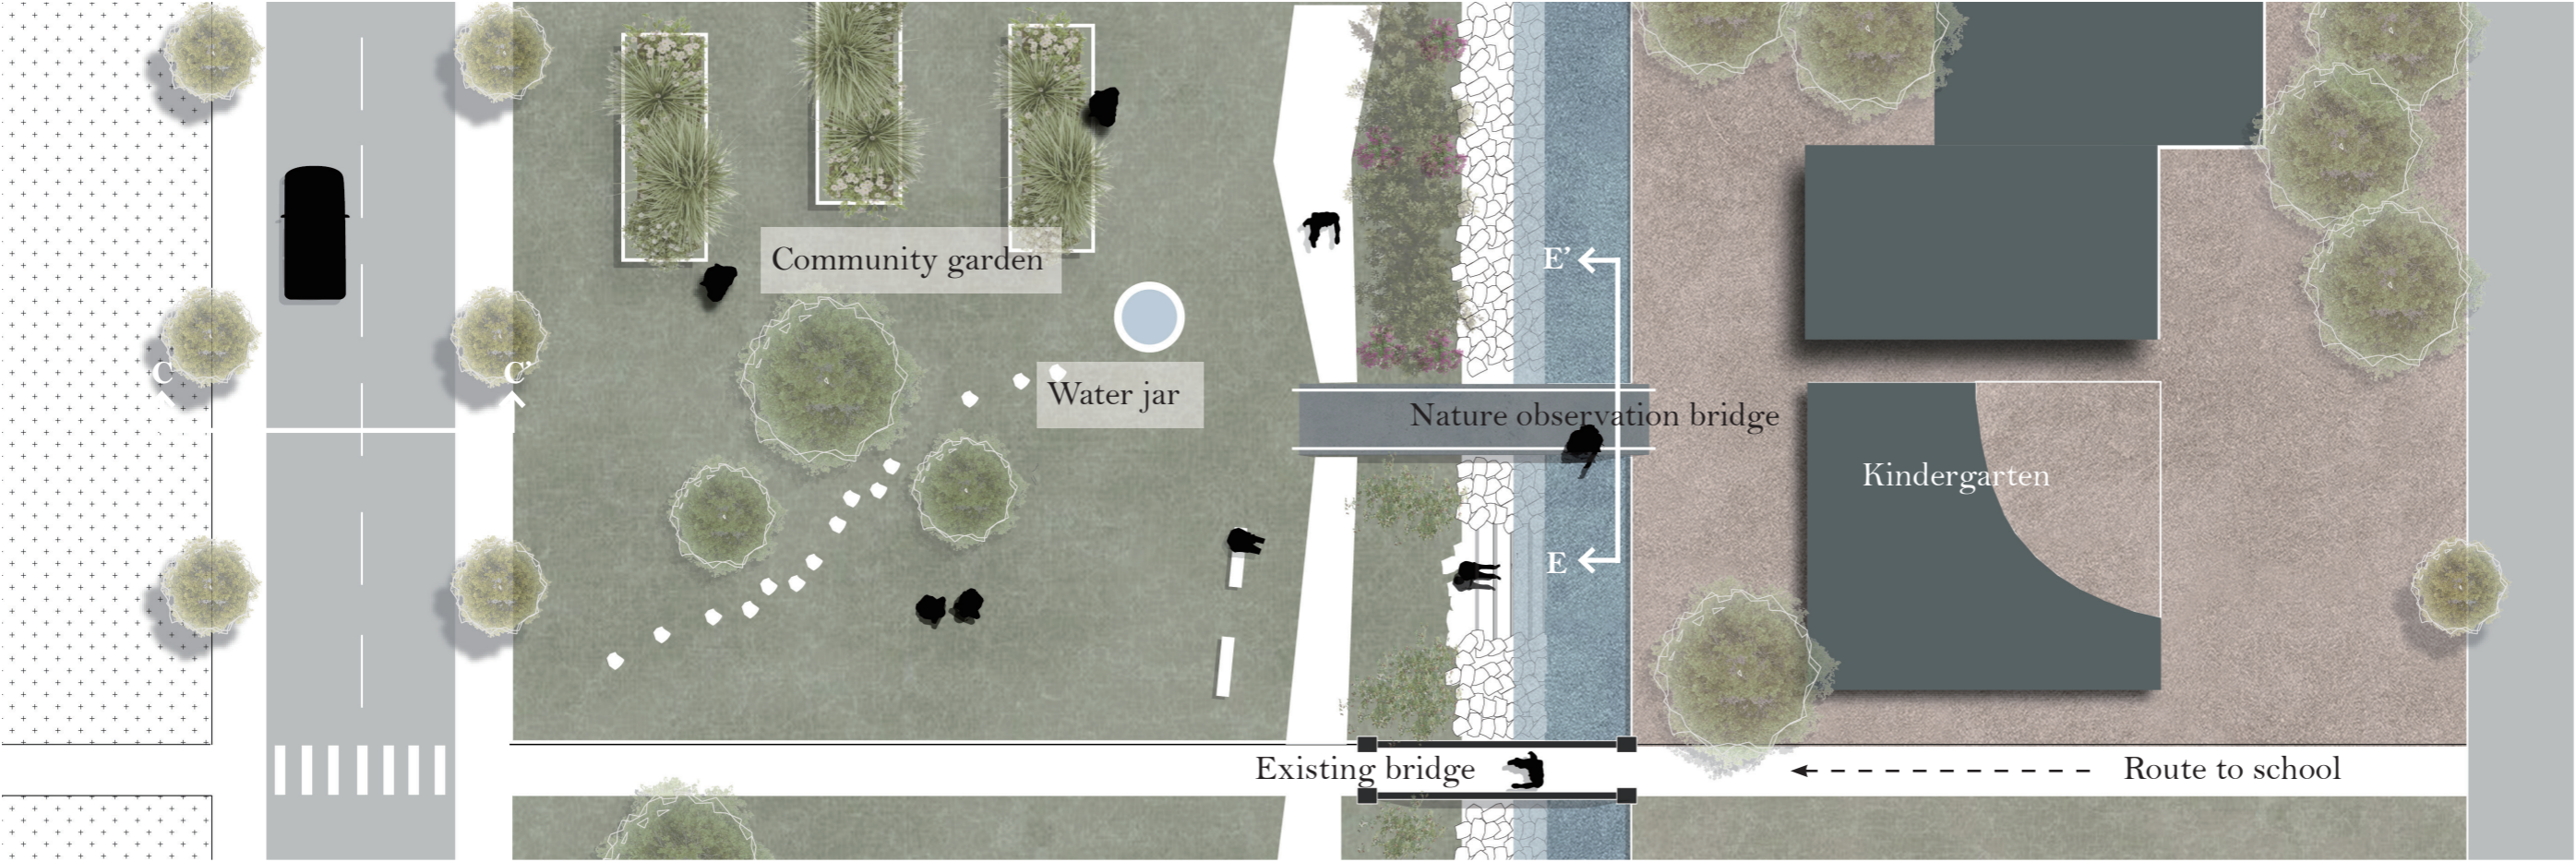 Community garden
E’
C
C’
Water jar
Nature observation bridge
Kindergarten
E
Existing bridge
Route to school